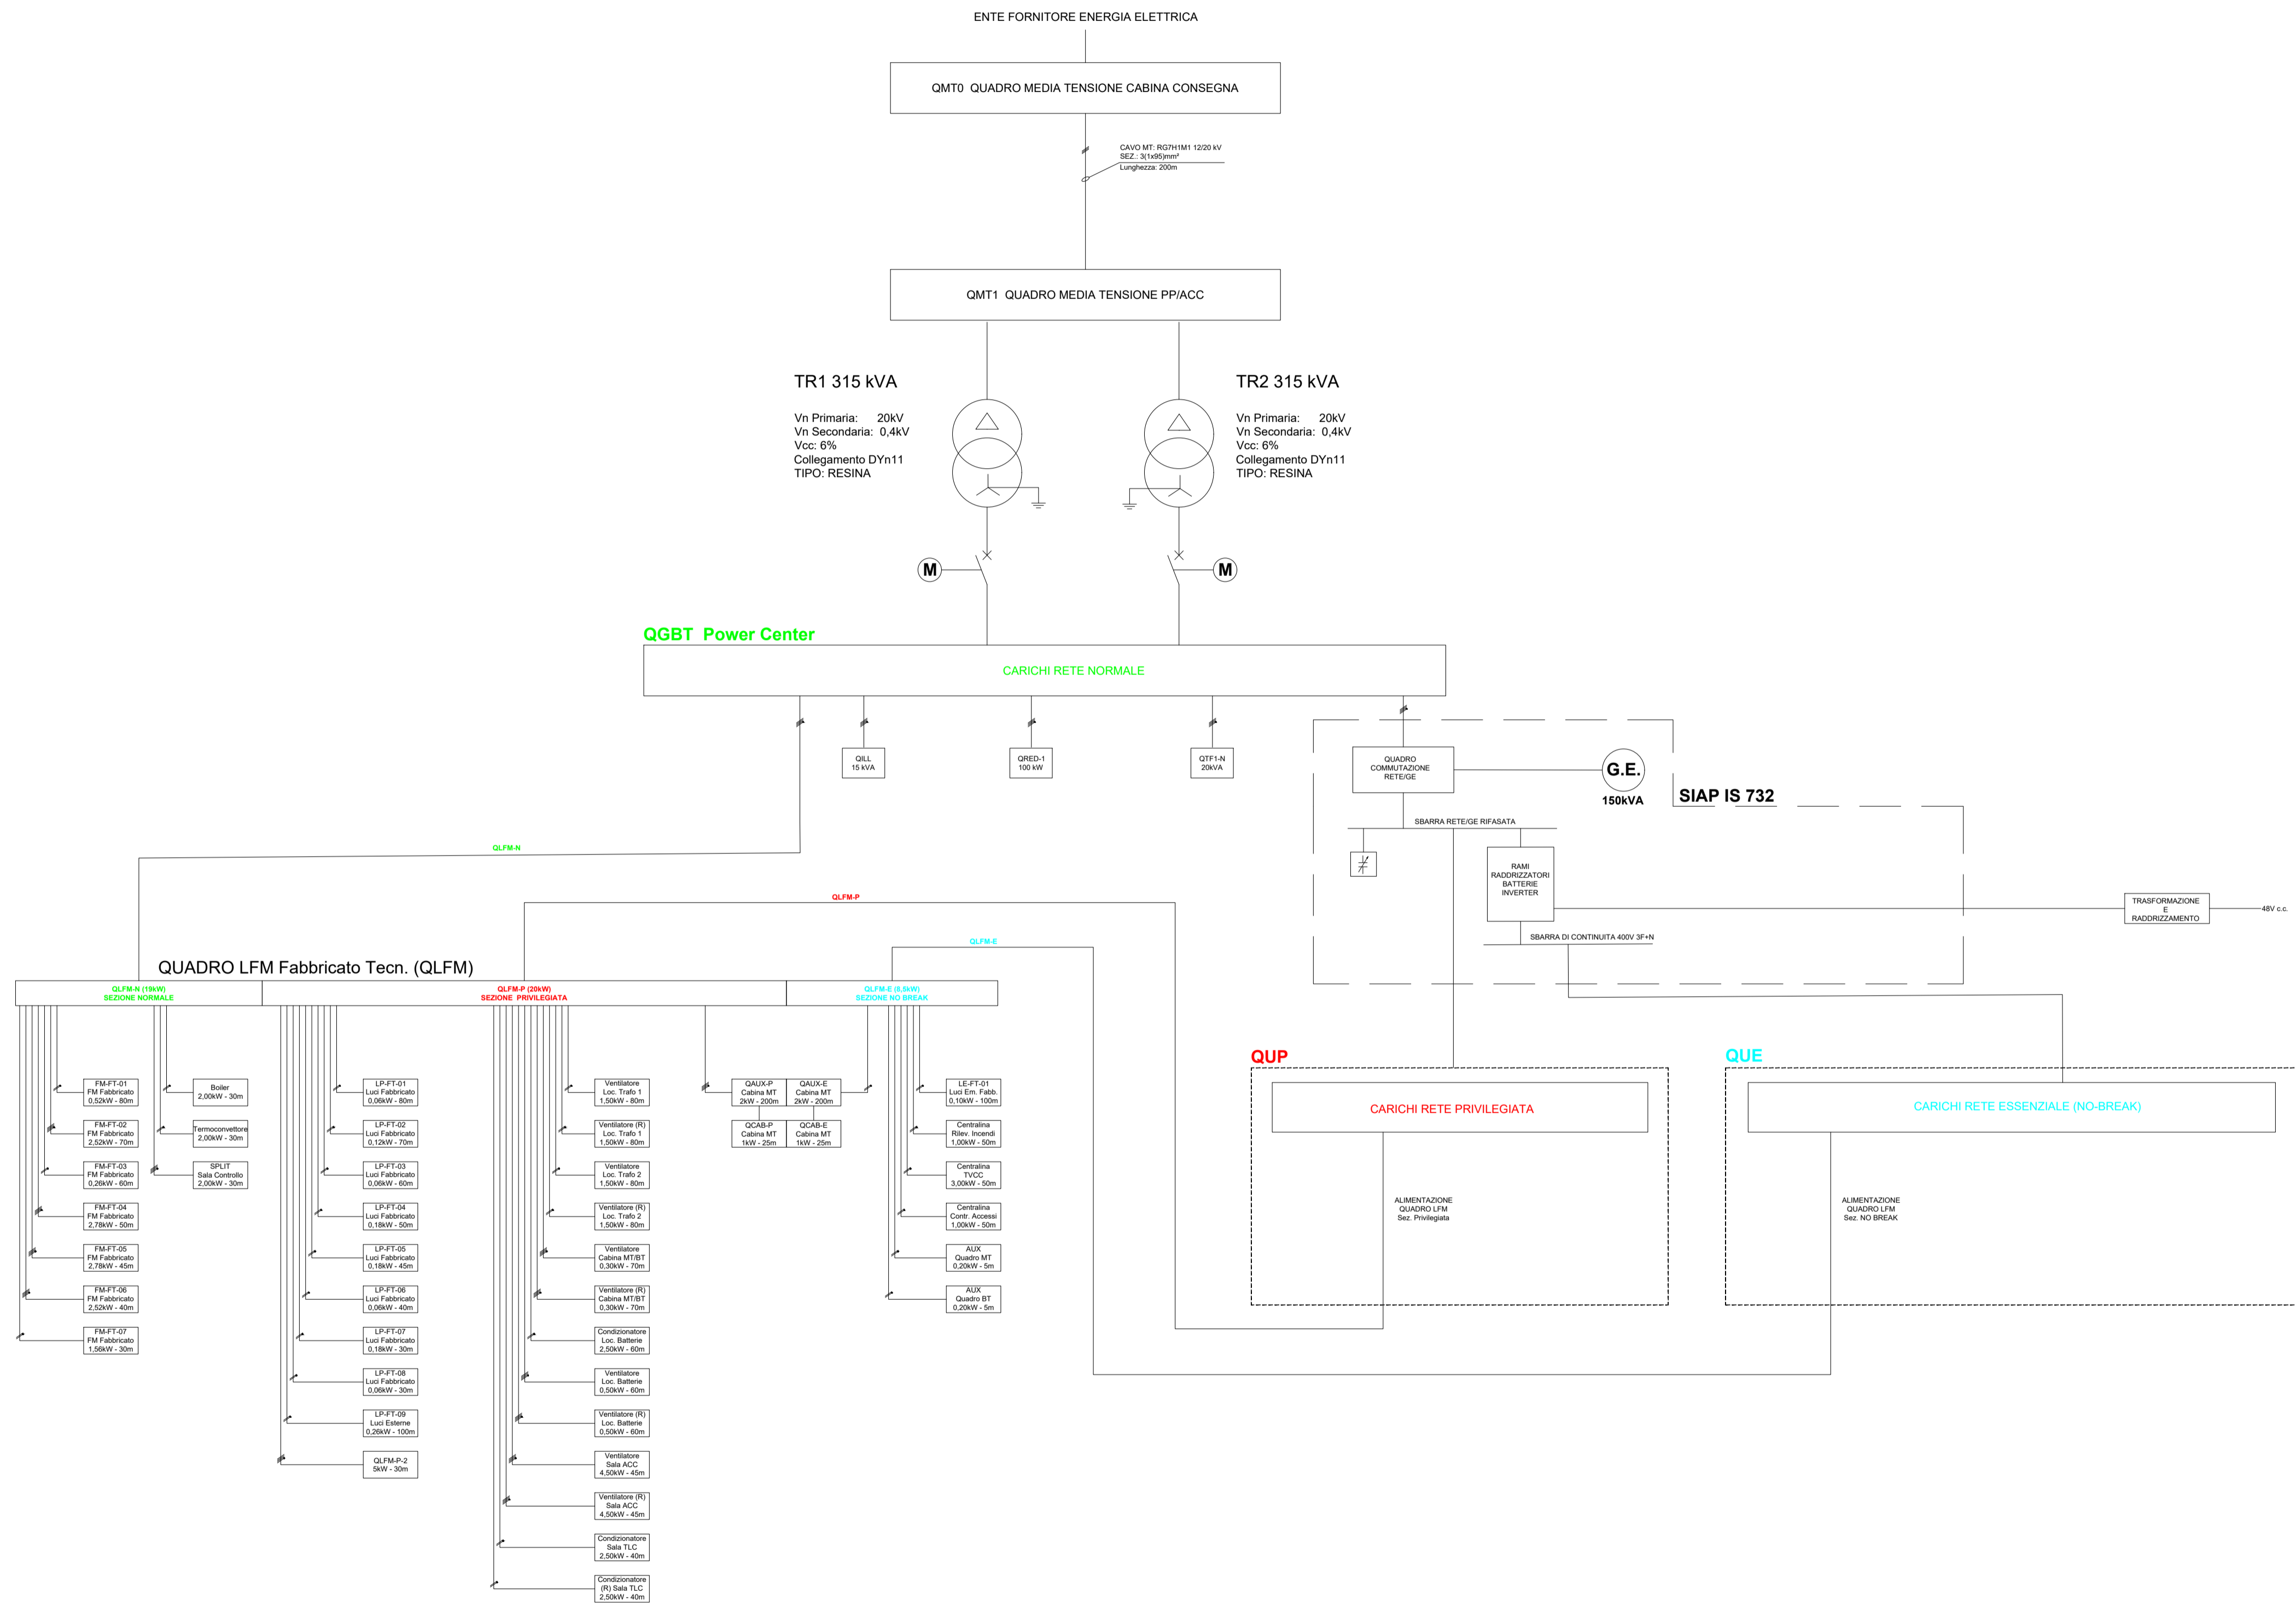 ENTE FORNITORE ENERGIA ELETTRICA
QMT0 QUADRO MEDIA TENSIONE CABINA CONSEGNA
CAVO MT: RG7H1M1 12/20 kV
SEZ.: 3(1x95)mm²
Lunghezza: 200m
QMT1 QUADRO MEDIA TENSIONE PP/ACC
TR1 315 kVA
Vn Primaria: 20kV
Vn Secondaria: 0,4kV
Vcc: 6%
Collegamento DYn11
TIPO: RESINA
TR2 315 kVA
Vn Primaria: 20kV
Vn Secondaria: 0,4kV
Vcc: 6%
Collegamento DYn11
TIPO: RESINA
M
M
QGBT Power Center
CARICHI RETE NORMALE
QILL
15 kVA
QRED-1
100 kW
QTF1-N
20kVA
QUADRO
COMMUTAZIONE
RETE/GE
G.E.
150kVA
SIAP IS 732
SBARRA RETE/GE RIFASATA
RAMI
RADDRIZZATORI
BATTERIE
INVERTER
TRASFORMAZIONE
E
RADDRIZZAMENTO
48V c.c.
SBARRA DI CONTINUITA 400V 3F+N
QLFM-N
QLFM-P
QLFM-E
QUADRO LFM Fabbricato Tecn. (QLFM)
QLFM-N (19kW)
SEZIONE NORMALE
QLFM-P (20kW)
SEZIONE PRIVILEGIATA
QLFM-E (8,5kW)
SEZIONE NO BREAK
FM-FT-01
FM Fabbricato
0,52kW - 80m
FM-FT-02
FM Fabbricato
2,52kW - 70m
FM-FT-03
FM Fabbricato
0,26kW - 60m
FM-FT-04
FM Fabbricato
2,78kW - 50m
FM-FT-05
FM Fabbricato
2,78kW - 45m
FM-FT-06
FM Fabbricato
2,52kW - 40m
FM-FT-07
FM Fabbricato
1,56kW - 30m
Boiler
2,00kW - 30m
Termoconvettore
2,00kW - 30m
SPLIT
Sala Controllo
2,00kW - 30m
LP-FT-01
Luci Fabbricato
0,06kW - 80m
LP-FT-02
Luci Fabbricato
0,12kW - 70m
LP-FT-03
Luci Fabbricato
0,06kW - 60m
LP-FT-04
Luci Fabbricato
0,18kW - 50m
LP-FT-05
Luci Fabbricato
0,18kW - 45m
LP-FT-06
Luci Fabbricato
0,06kW - 40m
LP-FT-07
Luci Fabbricato
0,18kW - 30m
LP-FT-08
Luci Fabbricato
0,06kW - 30m
LP-FT-09
Luci Esterne
0,26kW - 100m
QLFM-P-2
5kW - 30m
Ventilatore
Loc. Trafo 1
1,50kW - 80m
Ventilatore (R)
Loc. Trafo 1
1,50kW - 80m
Ventilatore
Loc. Trafo 2
1,50kW - 80m
Ventilatore (R)
Loc. Trafo 2
1,50kW - 80m
Ventilatore
Cabina MT/BT
0,30kW - 70m
Ventilatore (R)
Cabina MT/BT
0,30kW - 70m
Condizionatore
Loc. Batterie
2,50kW - 60m
Ventilatore
Loc. Batterie
0,50kW - 60m
Ventilatore (R)
Loc. Batterie
0,50kW - 60m
Ventilatore
Sala ACC
4,50kW - 45m
Ventilatore (R)
Sala ACC
4,50kW - 45m
Condizionatore
Sala TLC
2,50kW - 40m
Condizionatore
(R) Sala TLC
2,50kW - 40m
QAUX-P
Cabina MT
2kW - 200m
QCAB-P
Cabina MT
1kW - 25m
QAUX-E
Cabina MT
2kW - 200m
QCAB-E
Cabina MT
1kW - 25m
LE-FT-01
Luci Em. Fabb.
0,10kW - 100m
Centralina
Rilev. Incendi
1,00kW - 50m
Centralina
TVCC
3,00kW - 50m
Centralina
Contr. Accessi
1,00kW - 50m
AUX
Quadro MT
0,20kW - 5m
AUX
Quadro BT
0,20kW - 5m
QUP
CARICHI RETE PRIVILEGIATA
ALIMENTAZIONE
QUADRO LFM
Sez. Privilegiata
QUE
CARICHI RETE ESSENZIALE (NO-BREAK)
ALIMENTAZIONE
QUADRO LFM
Sez. NO BREAK